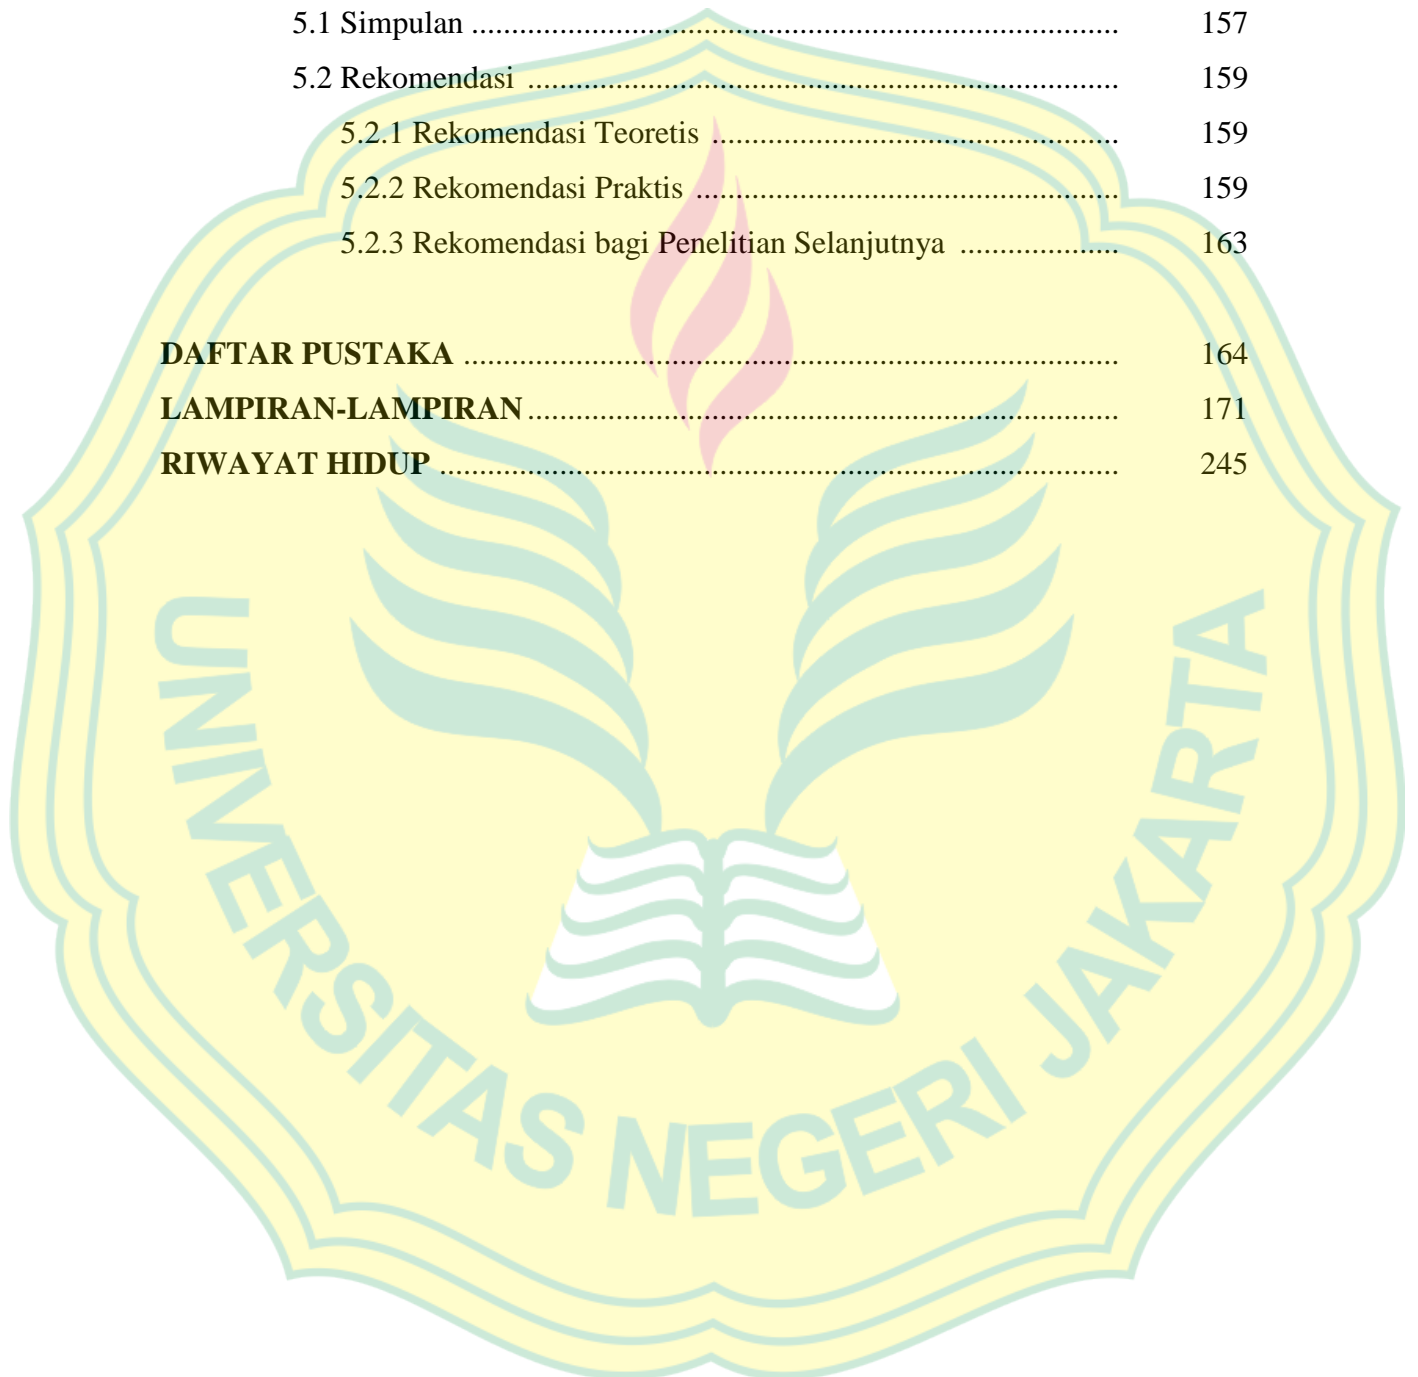 5.1 Simpulan ................................................................................. 157
5.2 Rekomendasi .......................................................................... 159
5.2.1 Rekomendasi Teoretis ................................................... 159
5.2.2 Rekomendasi Praktis ..................................................... 159
5.2.3 Rekomendasi bagi Penelitian Selanjutnya .................... 163
DAFTAR PUSTAKA .................................................................................. 164
LAMPIRAN-LAMPIRAN .......................................................................... 171
RIWAYAT HIDUP ..................................................................................... 245
UNIVERSITAS NEGERI JAKARTA